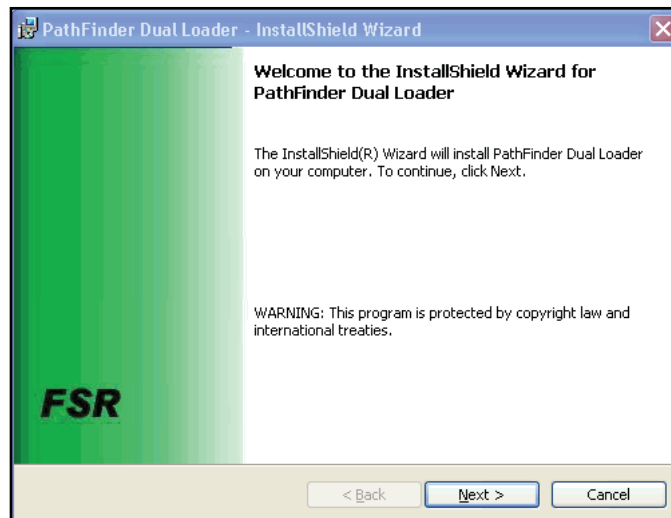 PathFinder Dual Loader - InstallShield Wizard
Welcome to the InstallShield Wizard for
PathFinder Dual Loader
The InstallShield(R) Wizard will install PathFinder Dual Loader
on your computer. To continue, click Next.
WARNING: This program is protected by copyright law and
international treaties.
FSR
< Back Next > Cancel